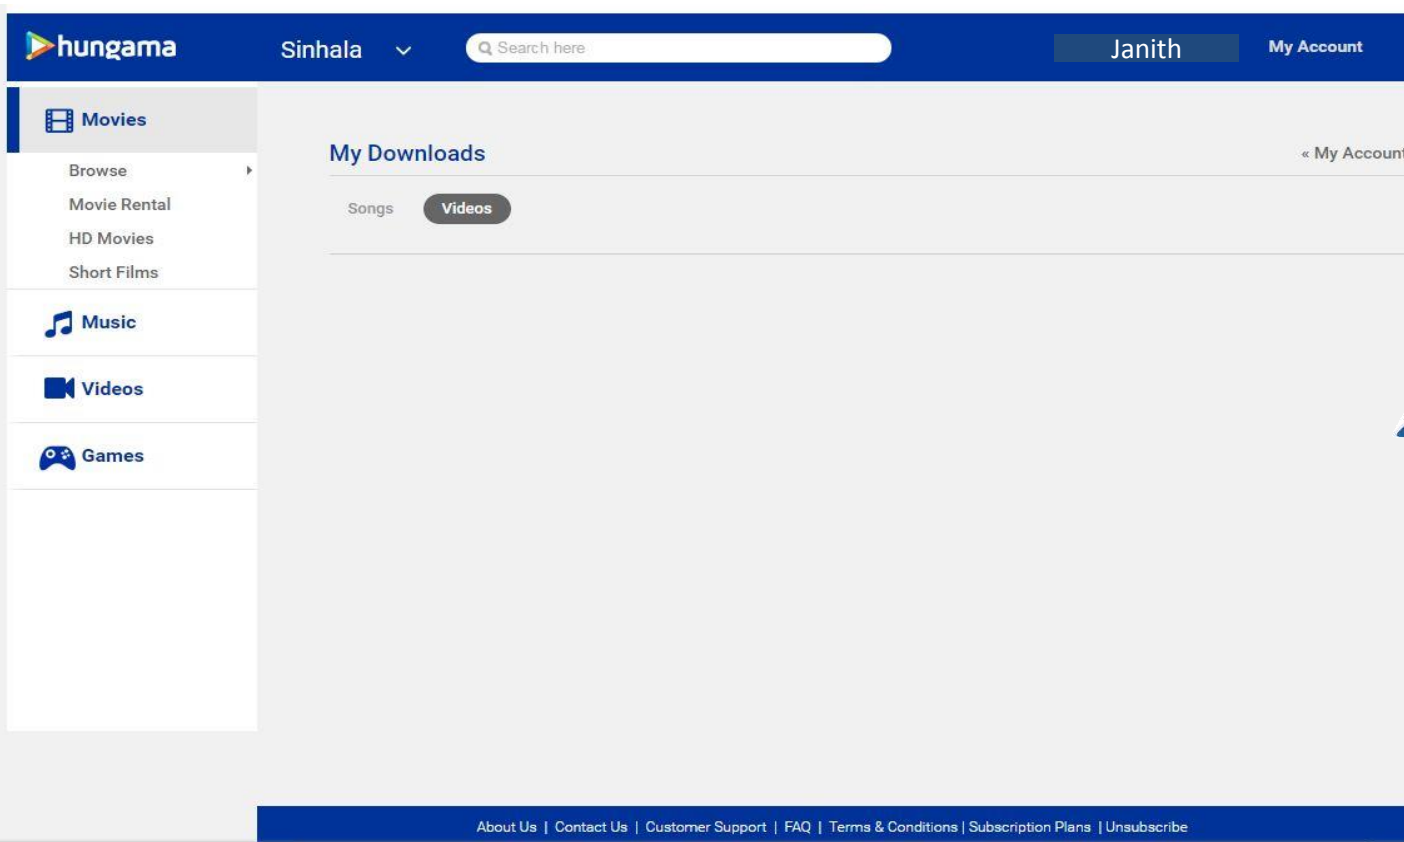 hungama Sinhala Search here Janith My Account
Movies
My Downloads « My Account
Browse
Movie Rental
Songs Videos
HD Movies
Short Films
Music
Videos
Games
About Us | Contact Us | Customer Support | FAQ | Terms & Conditions | Subscription Plans | Unsubscribe